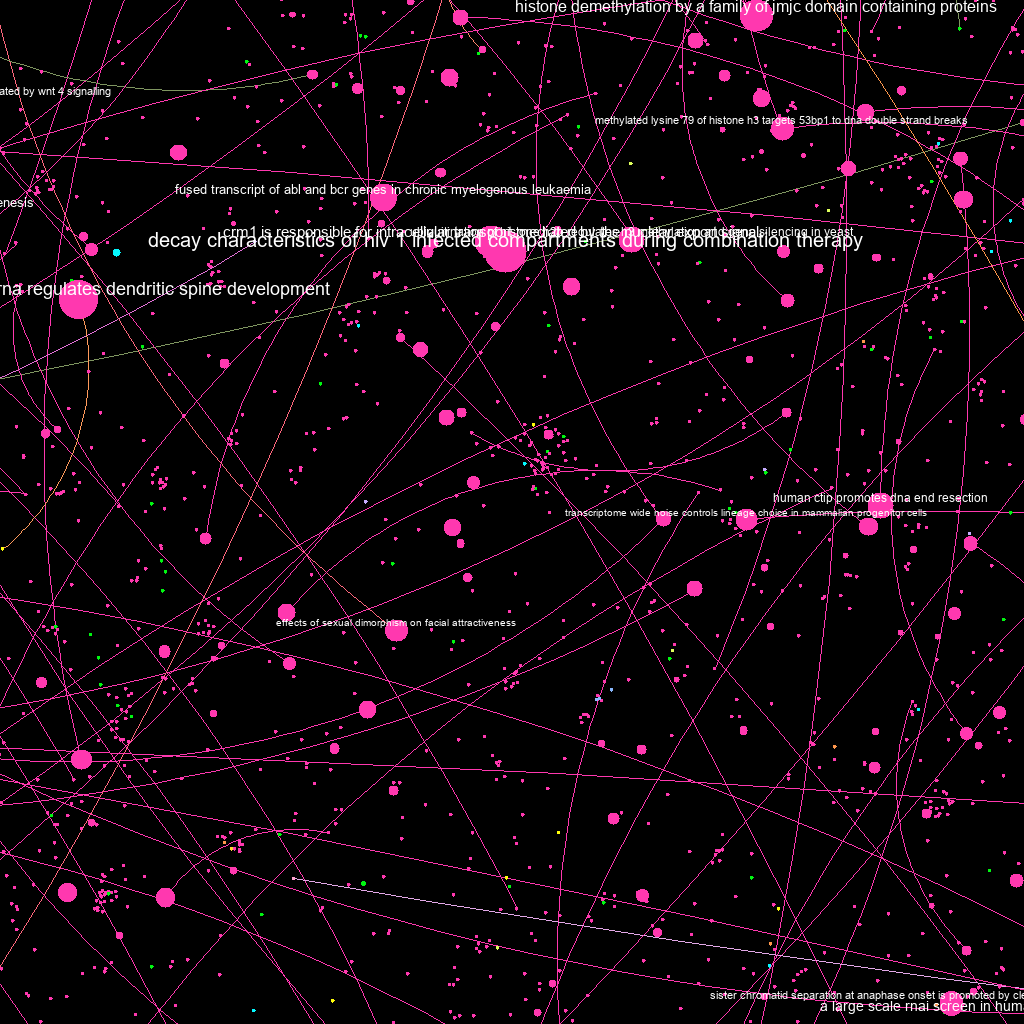 histone demethylation by a family of jmjc domain containing proteins
ated by wnt 4 signalling
methylated lysine 79 of histone h3 targets 53bp1 to dna double strand breaks
fused transcript of abl and bcr genes in chronic myelogenous leukaemia
enesis
crm1 is responsible for
silencing in yeast
decay characteristics of hiv 1 infected compartments during combination therapy
rna regulates dendritic spine development
human ctip promotes dna end resection
transcriptome wide noise controls lineage choice in mammalian progenitor cells
effects of sexual dimorphism on facial attractiveness
sister chromatid separation at anaphase onset is promoted by cle
a large scale rnai screen in hum